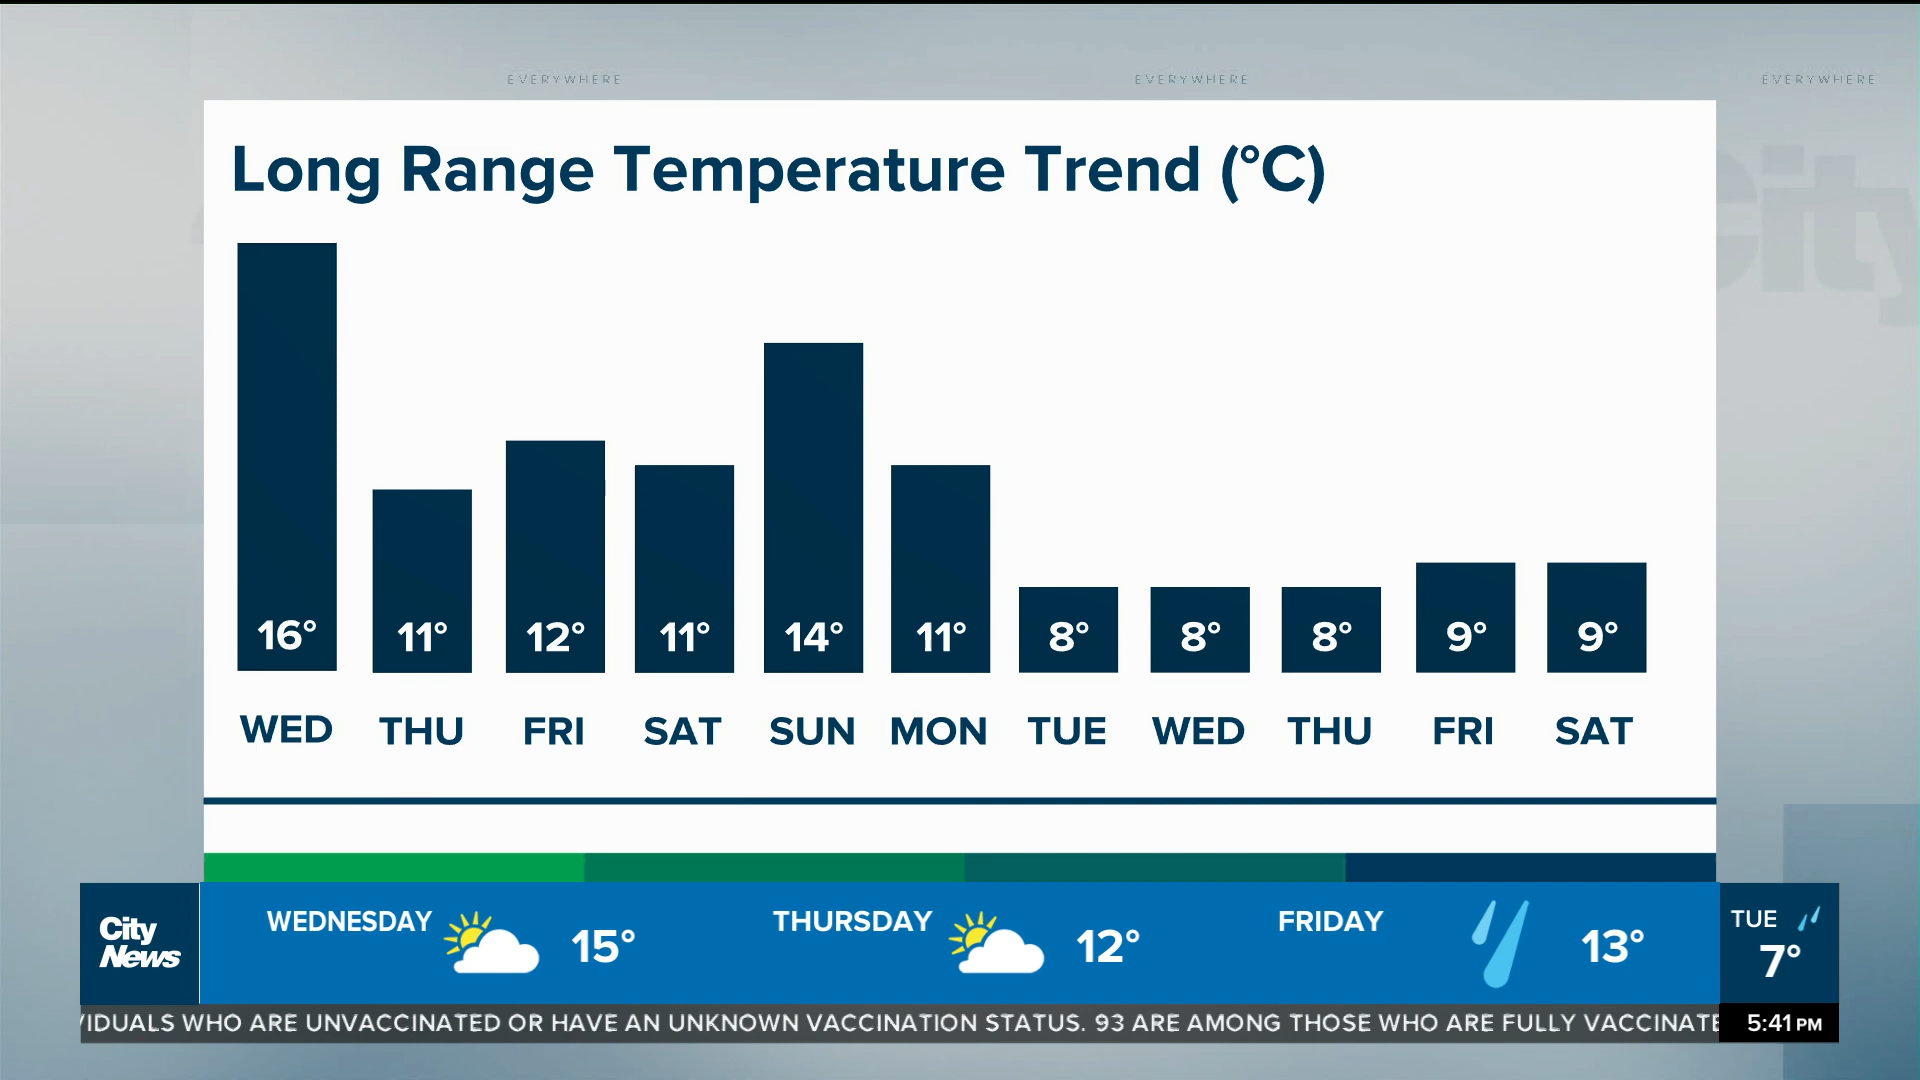 EVERYWHERE EVERYWHERE EVERYWHERE
City
Long Range Temperature Trend (°C)
16° 11° 12° 11° 14° 11° 8° 8° 8° 9° 9°
WED THU FRI SAT SUN MON TUE WED THU FRI SAT
City
News
WEDNESDAY 15° THURSDAY 12° FRIDAY 13°
TUE
7°
VIDUALS WHO ARE UNVACCINATED OR HAVE AN UNKNOWN VACCINATION STATUS. 93 ARE AMONG THOSE WHO ARE FULLY VACCINATE
5:41 PM